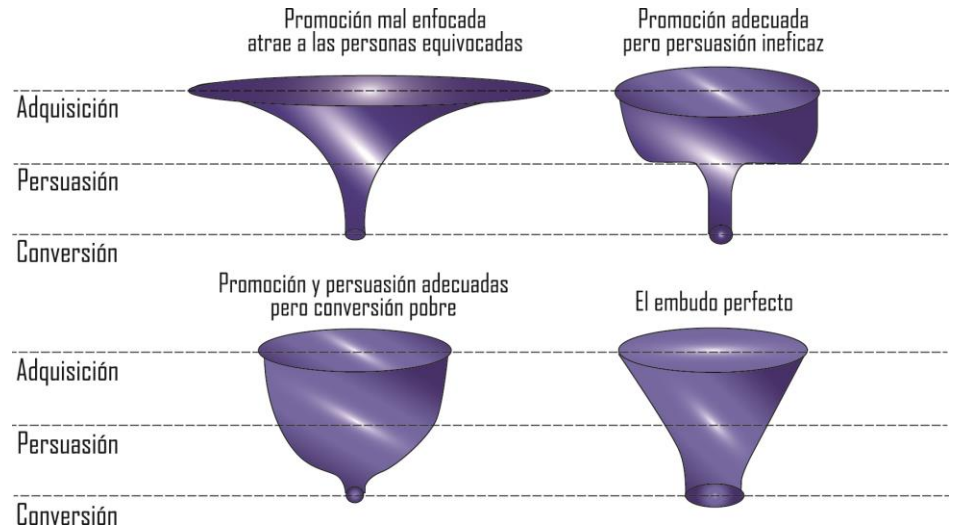 Promoción mal enfocada
atrae a las personas equivocadas
Promoción adecuada
pero persuasión ineficaz
Adquisición
Persuasión
Conversión
Promoción y persuasión adecuadas
pero conversión pobre
El embudo perfecto
Adquisición
Persuasión
Conversión